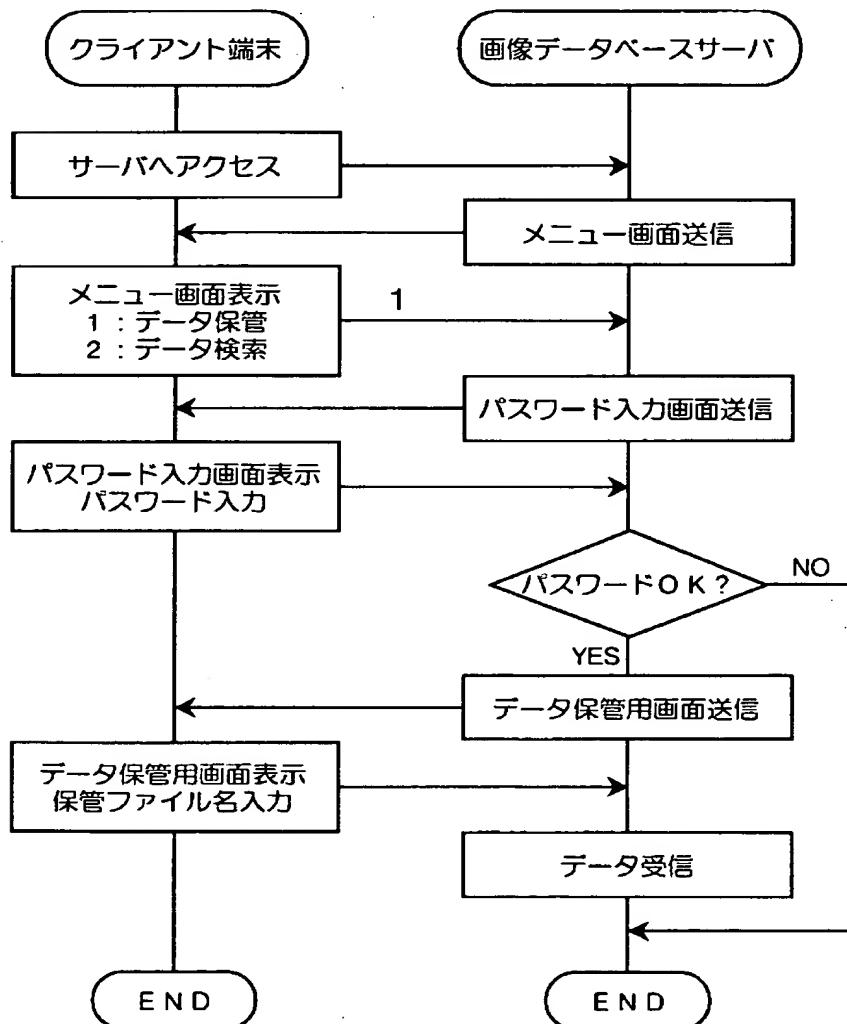 クライアント端末
画像データベースサーバ
サーバへアクセス
メニュー画面送信
メニュー画面表示
1：データ保管
2：データ検索
1
パスワード入力画面送信
パスワード入力画面表示
パスワード入力
パスワードOK？
NO
YES
データ保管用画面送信
データ保管用画面表示
保管ファイル名入力
データ受信
END
END